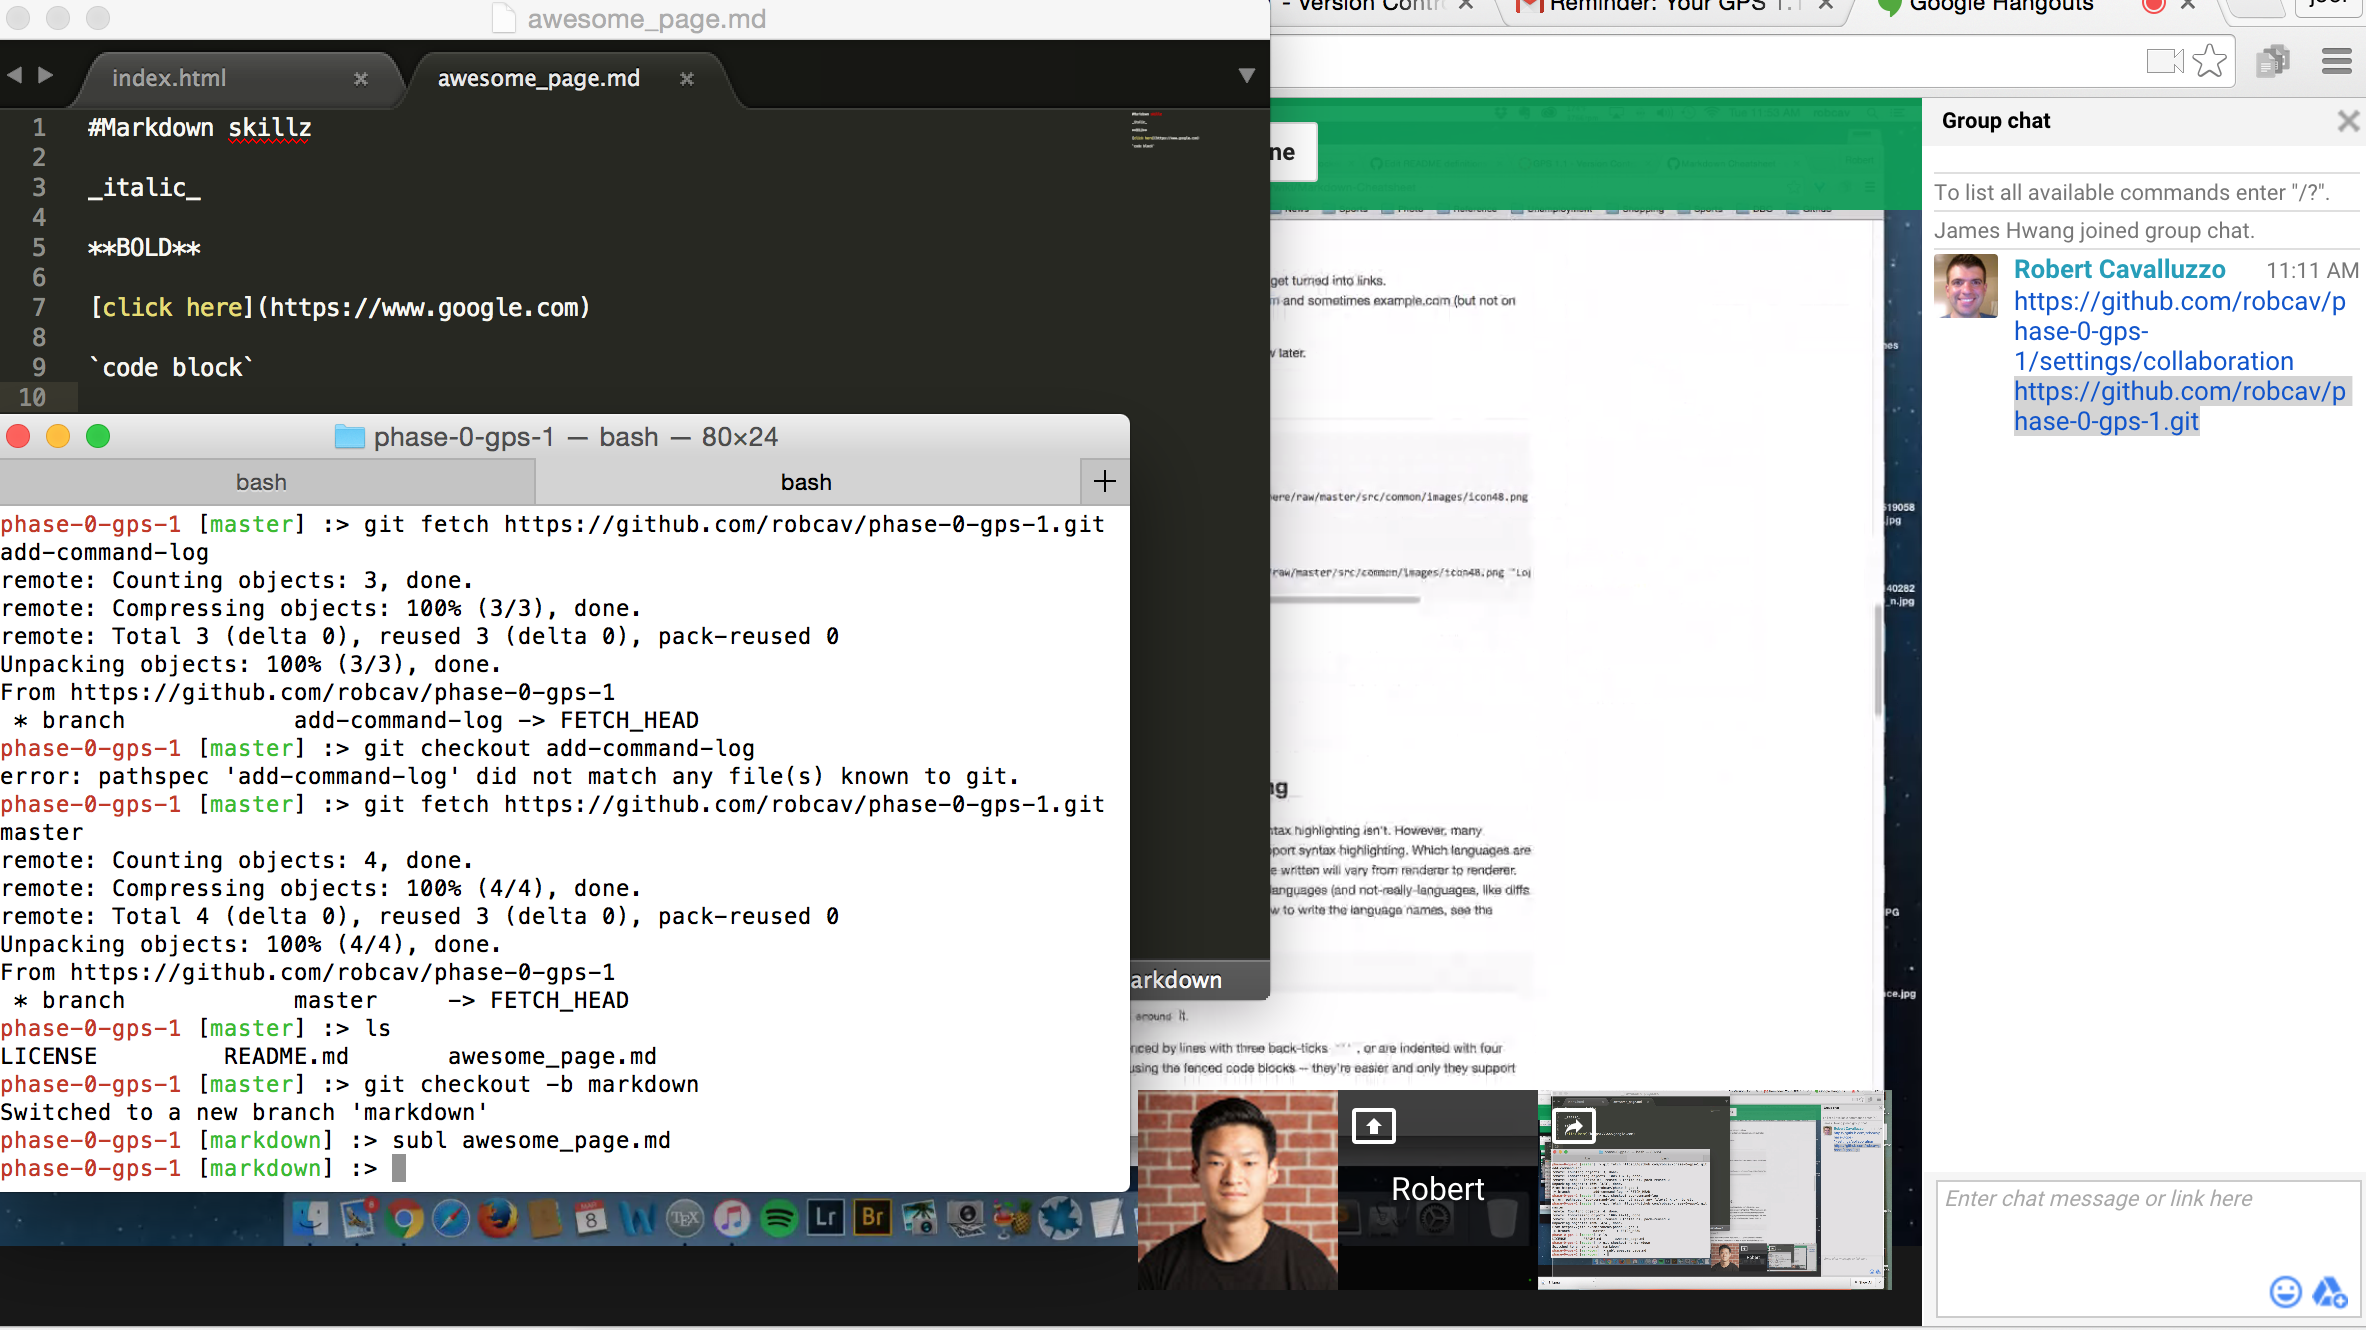 awesome_page.md
index.html
awesome_page.md
1 #Markdown skillz
2
3 _italic_
4
5 **BOLD**
6
7 [click here](https://www.google.com)
8
9 `code block`
10
arkdown
phase-0-gps-1 — bash — 80×24
bash
bash
phase-0-gps-1 [master] :> git fetch https://github.com/robcav/phase-0-gps-1.git
add-command-log
remote: Counting objects: 3, done.
remote: Compressing objects: 100% (3/3), done.
remote: Total 3 (delta 0), reused 3 (delta 0), pack-reused 0
Unpacking objects: 100% (3/3), done.
From https://github.com/robcav/phase-0-gps-1
 * branch            add-command-log -> FETCH_HEAD
phase-0-gps-1 [master] :> git checkout add-command-log
error: pathspec 'add-command-log' did not match any file(s) known to git.
phase-0-gps-1 [master] :> git fetch https://github.com/robcav/phase-0-gps-1.git
master
remote: Counting objects: 4, done.
remote: Compressing objects: 100% (4/4), done.
remote: Total 4 (delta 0), reused 3 (delta 0), pack-reused 0
Unpacking objects: 100% (4/4), done.
From https://github.com/robcav/phase-0-gps-1
 * branch            master     -> FETCH_HEAD
phase-0-gps-1 [master] :> ls
LICENSE         README.md       awesome_page.md
phase-0-gps-1 [master] :> git checkout -b markdown
Switched to a new branch 'markdown'
phase-0-gps-1 [markdown] :> subl awesome_page.md
phase-0-gps-1 [markdown] :>
- Version Contr
Reminder: Your GPS 1.1
Google Hangouts
ne
get turned into links.
and sometimes example.com (but not on
later.
ere/raw/master/src/common/images/icon48.png
/raw/master/src/common/images/icon48.png "Lo
ng
tax highlighting isn't. However, many
port syntax highlighting. Which languages are
e written will vary from renderer to renderer.
anguages (and not-really-languages, like diffs
w to write the language names, see the
around it.
nced by lines with three back-ticks ```, or are indented with four
using the fenced code blocks -- they're easier and only they support
519058
.jpg
40282
_n.jpg
PG
ce.jpg
Robert
MAR
8
TEX
Lr
Br
Group chat
To list all available commands enter "/?".
James Hwang joined group chat.
Robert Cavalluzzo 11:11 AM
https://github.com/robcav/p
hase-0-gps-
1/settings/collaboration
https://github.com/robcav/p
hase-0-gps-1.git
Enter chat message or link here